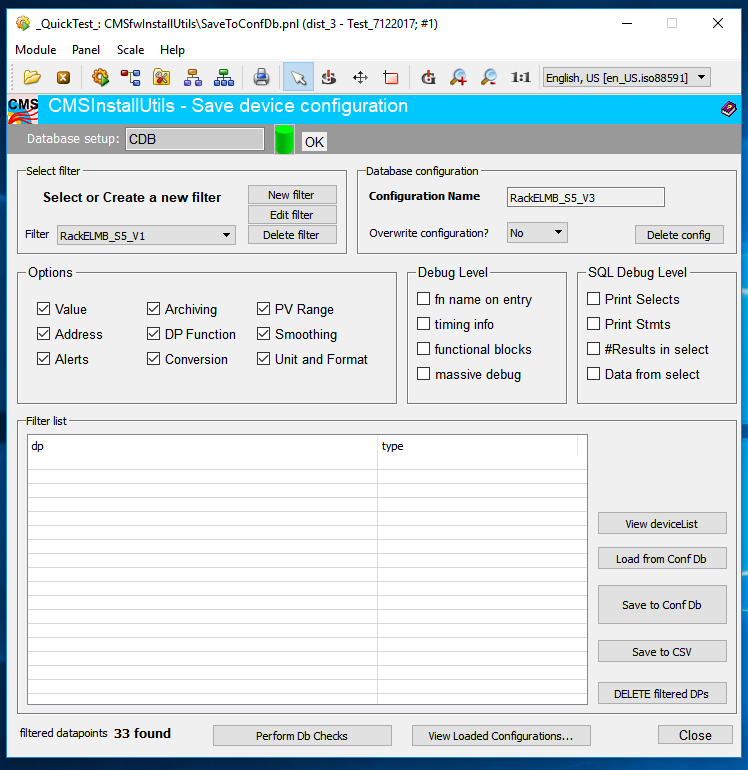 _QuickTest_: CMSfwInstallUtils\SaveToConfDb.pnl (dist_3 - Test_7122017; #1)
Module Panel Scale Help
1:1 English, US [en_US.iso88591]
CMS CMSInstallUtils - Save device configuration
Database setup: CDB OK
Select filter
Select or Create a new filter
New filter
Edit filter
Filter RackELMB_S5_V1 Delete filter
Database configuration
Configuration Name RackELMB_S5_V3
Overwrite configuration? No Delete config
Options
Value Archiving PV Range
Address DP Function Smoothing
Alerts Conversion Unit and Format
Debug Level
fn name on entry
timing info
functional blocks
massive debug
SQL Debug Level
Print Selects
Print Stmts
#Results in select
Data from select
Filter list
dp type
View deviceList
Load from Conf Db
Save to Conf Db
Save to CSV
DELETE filtered DPs
filtered datapoints 33 found Perform Db Checks View Loaded Configurations... Close